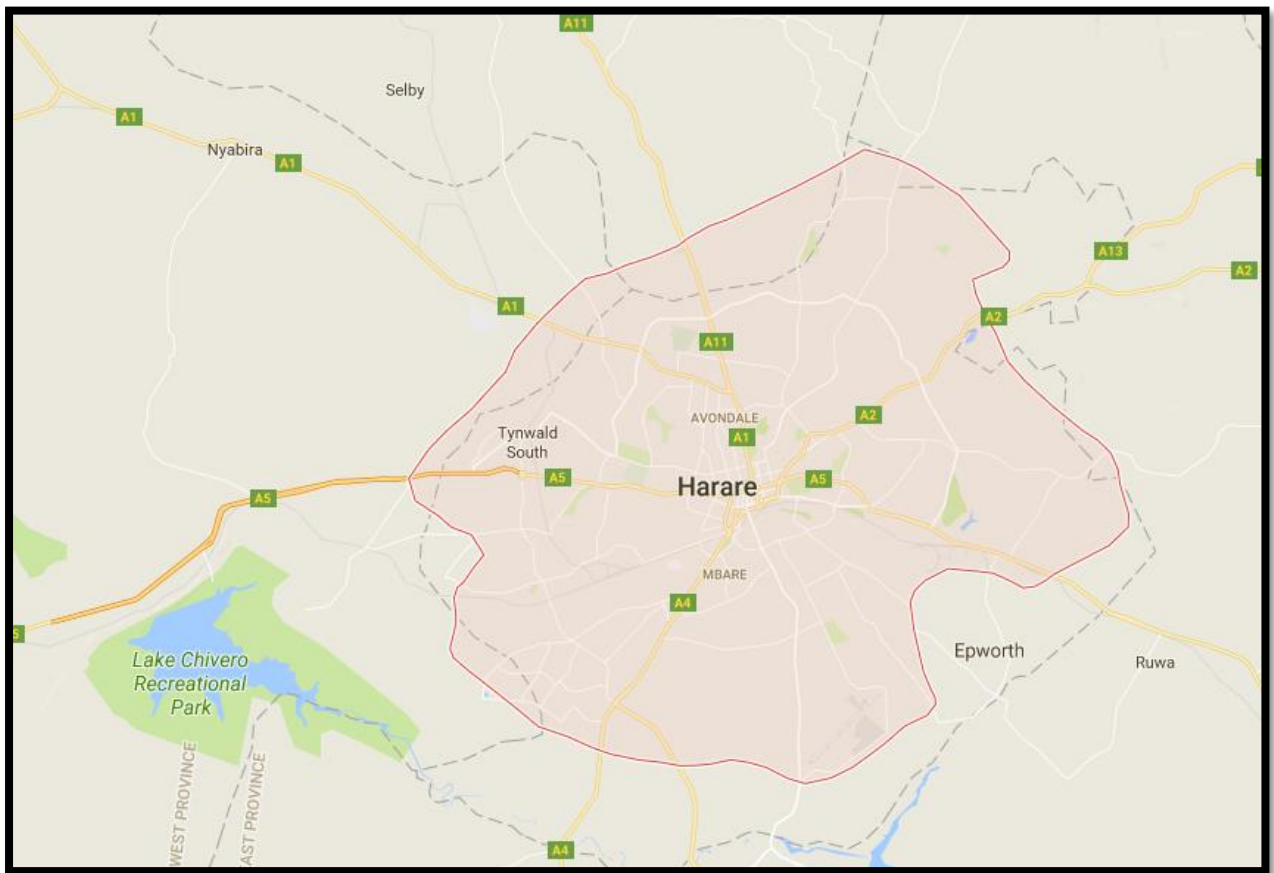 A11
Selby
A1
Nyabira
A1
A13
A2
A1
A2
A11
A2
AVONDALE
A1
Tynwald
South
A5
Harare
A5
A5
MBARE
A4
5
Lake Chivero
Recreational
Park
Epworth
Ruwa
WEST PROVINCE
AST PROVINCE
A4